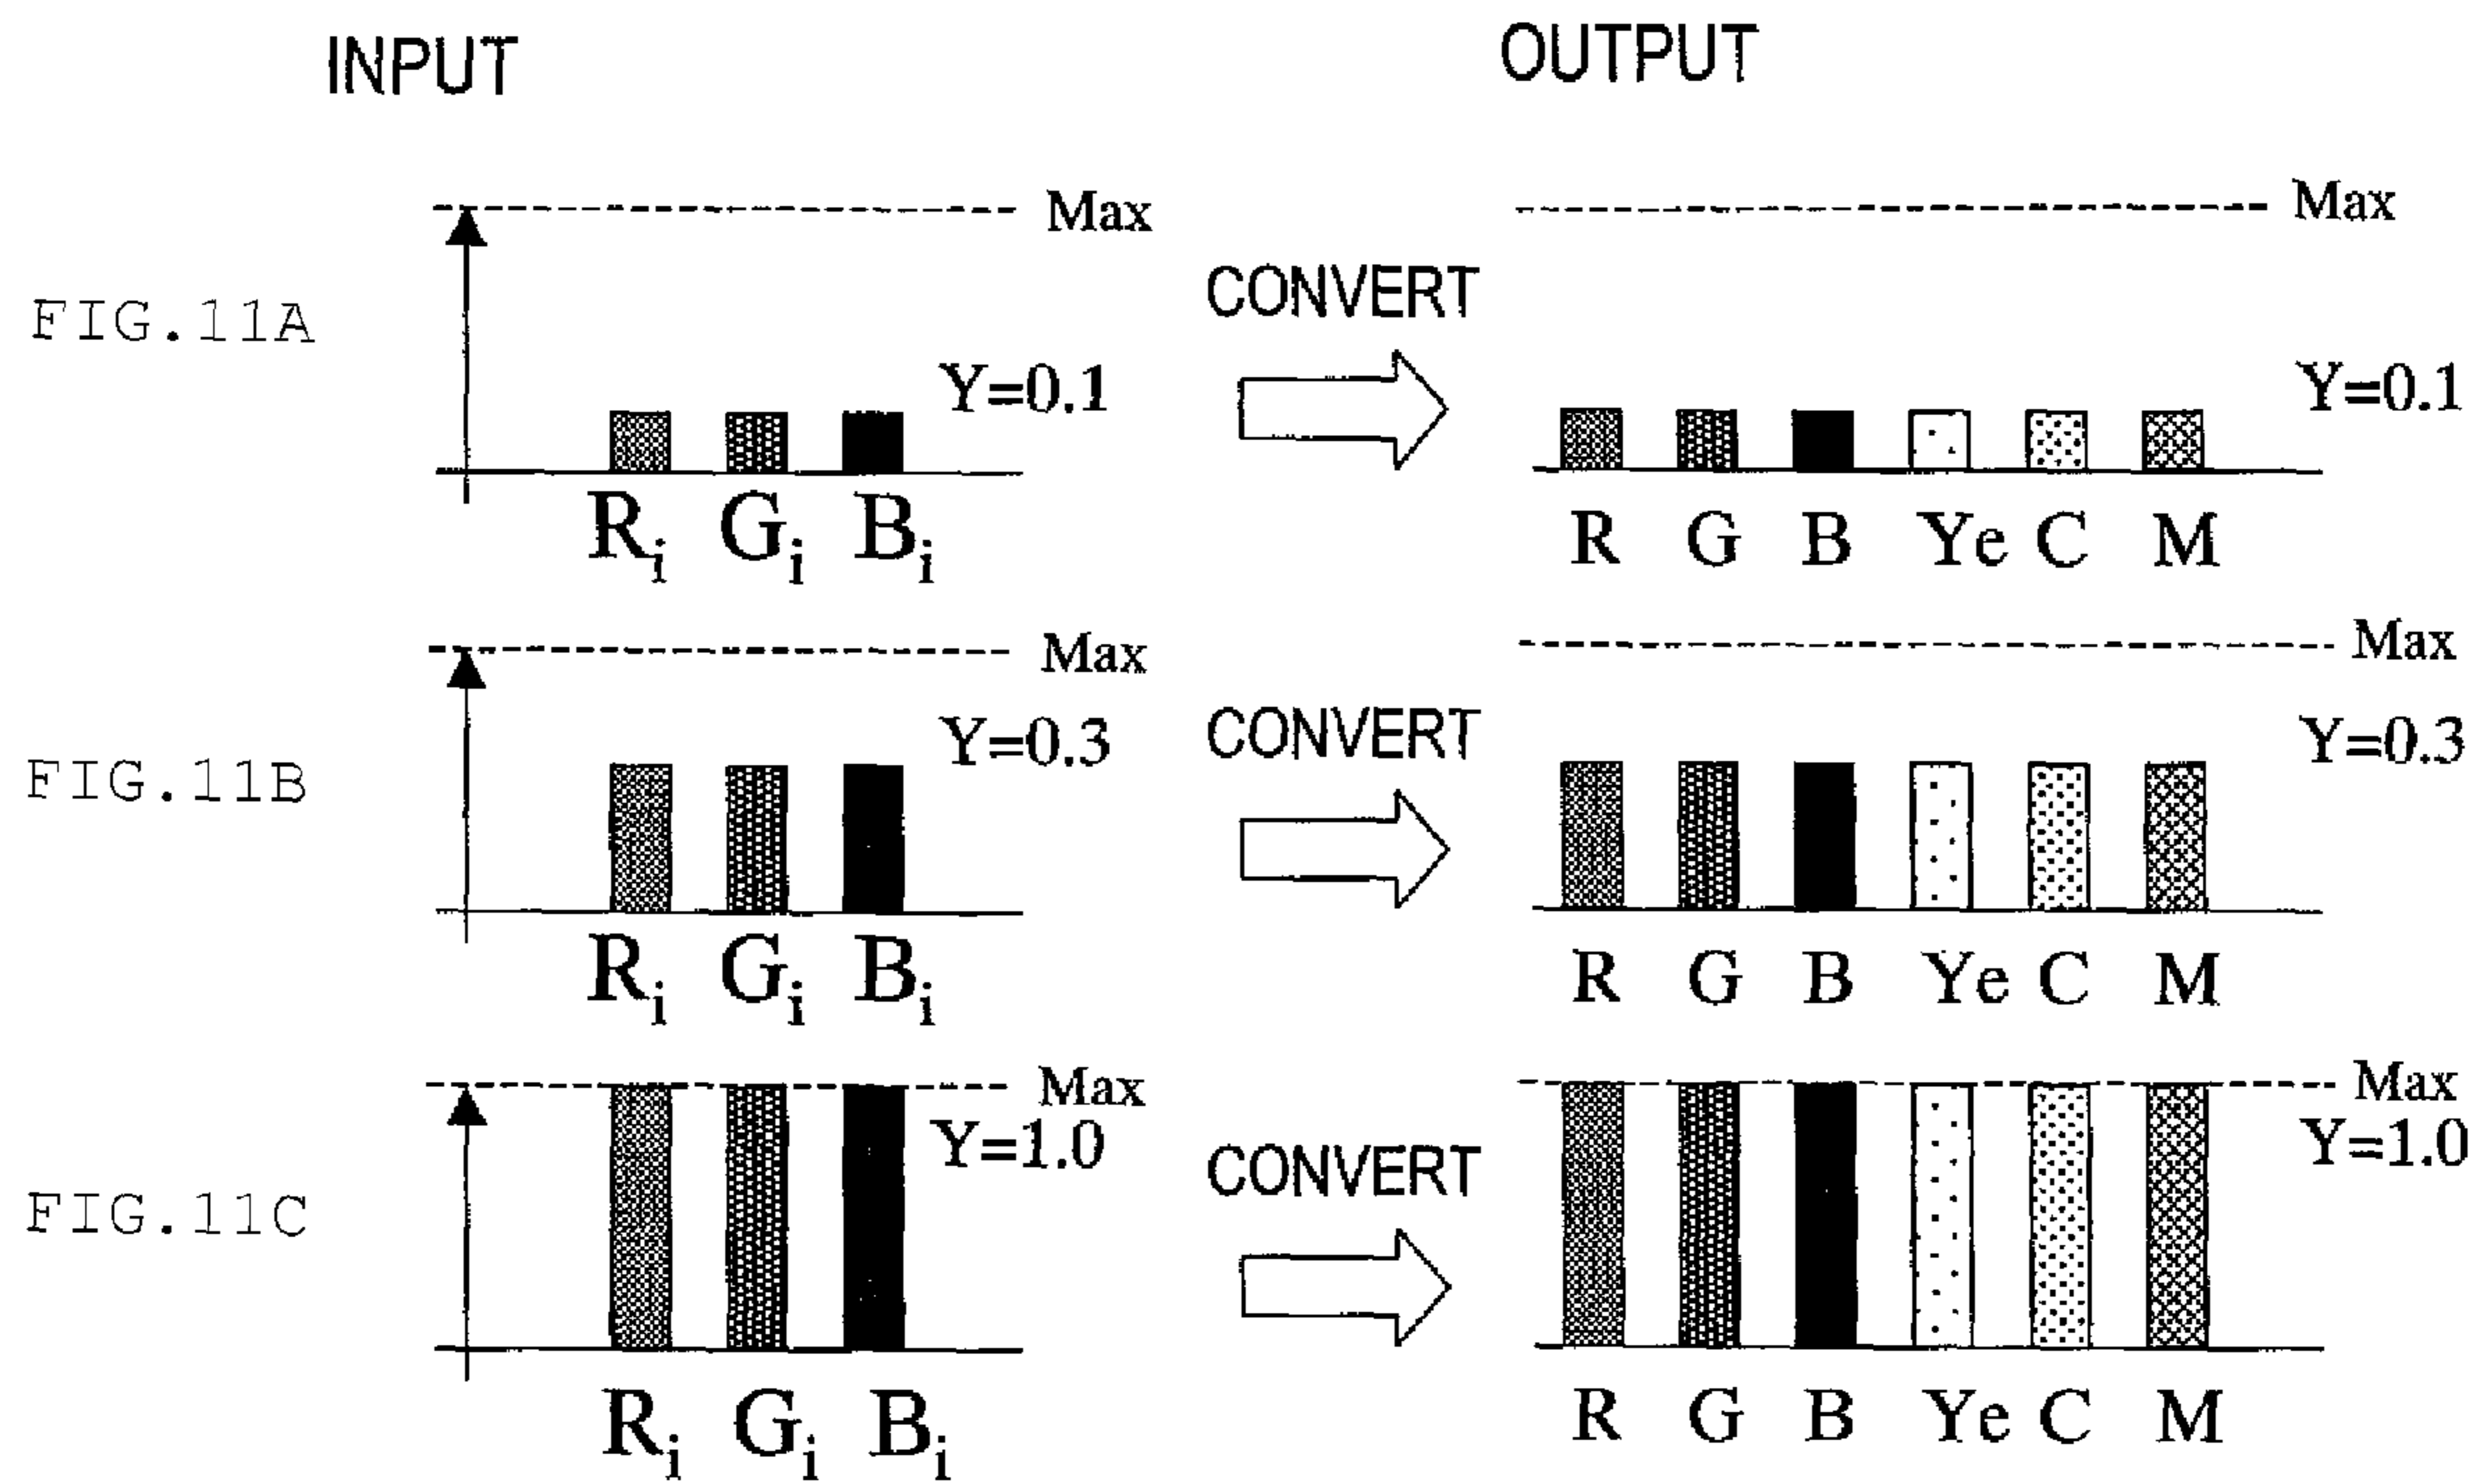 INPUT
OUTPUT
Max
Max
CONVERT
FIG.11A
Y=0.1
Y=0.1
Ri Gi Bi
R G B Ye C M
Max
Max
CONVERT
FIG.11B
Y=0.3
Y=0.3
Ri Gi Bi
R G B Ye C M
Max
Max
Y=1.0
Y=1.0
CONVERT
FIG.11C
Ri Gi Bi
R G B Ye C M